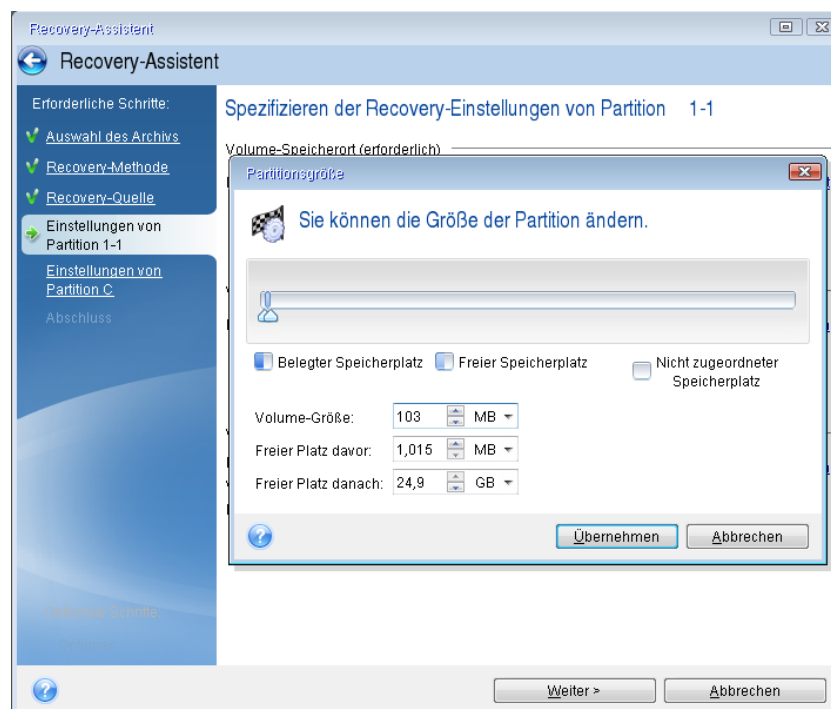 Recovery-Assistent
Recovery-Assistent
Erforderliche Schritte:
Auswahl des Archivs
Recovery-Methode
Recovery-Quelle
Einstellungen von
Partition 1-1
Einstellungen von
Partition C
Abschluss
Spezifizieren der Recovery-Einstellungen von Partition 1-1
Volume-Speicherort (erforderlich)
Partitionsgröße
Sie können die Größe der Partition ändern.
Belegter Speicherplatz
Freier Speicherplatz
Nicht zugeordneter
Speicherplatz
Volume-Größe: 103 MB
Freier Platz davor: 1,015 MB
Freier Platz danach: 24,9 GB
Übernehmen
Abbrechen
Weiter >
Abbrechen